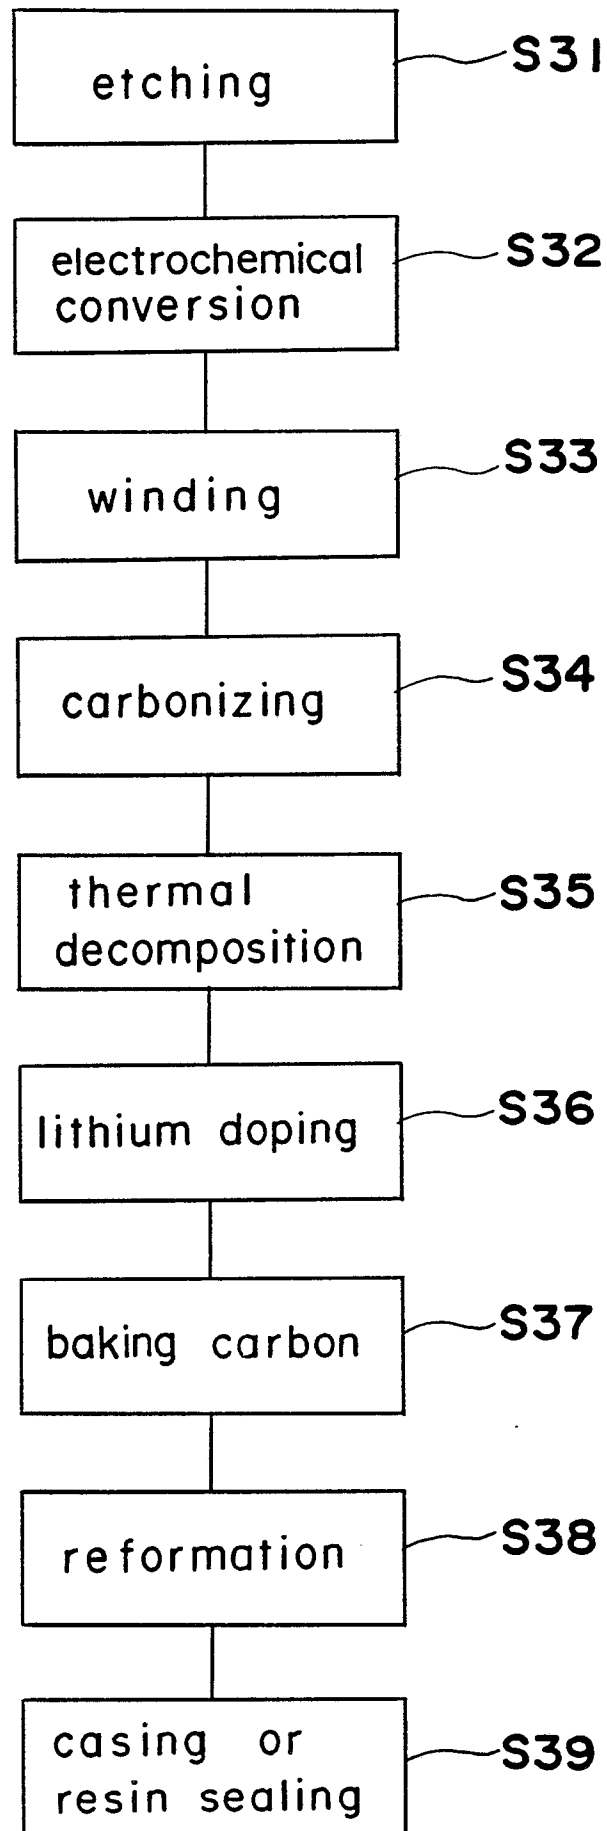 etching
S31
electrochemical
conversion
S32
winding
S33
carbonizing
S34
thermal
decomposition
S35
lithium doping
S36
baking carbon
S37
reformation
S38
casing or
resin sealing
S39